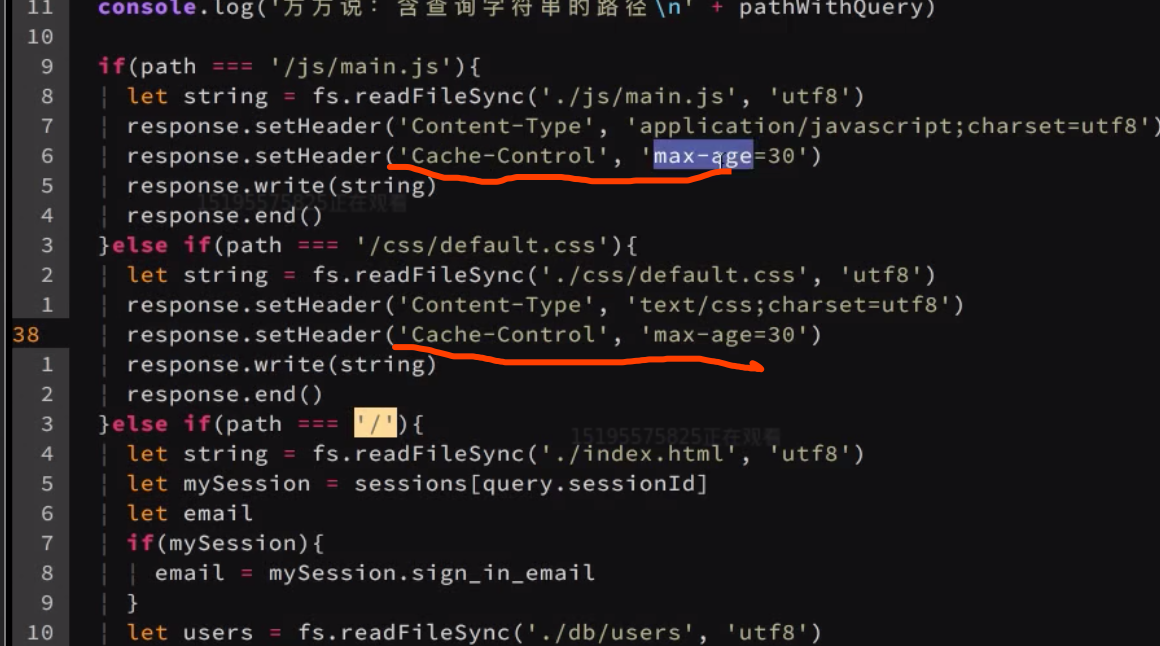 11 console.log('方方说：含查询字符串的路径\n' + pathWithQuery)
10
9 if(path === '/js/main.js'){
8 let string = fs.readFileSync('./js/main.js', 'utf8')
7 response.setHeader('Content-Type', 'application/javascript;charset=utf8')
6 response.setHeader('Cache-Control', 'max-age=30')
5 response.write(string)
15195575825正在观看
4 response.end()
3 }else if(path === '/css/default.css'){
2 let string = fs.readFileSync('./css/default.css', 'utf8')
1 response.setHeader('Content-Type', 'text/css;charset=utf8')
38 response.setHeader('Cache-Control', 'max-age=30')
1 response.write(string)
2 response.end()
3 }else if(path === '/'){
15195575825正在观看
4 let string = fs.readFileSync('./index.html', 'utf8')
5 let mySession = sessions[query.sessionId]
6 let email
7 if(mySession){
8 email = mySession.sign_in_email
9 }
10 let users = fs.readFileSync('./db/users', 'utf8')